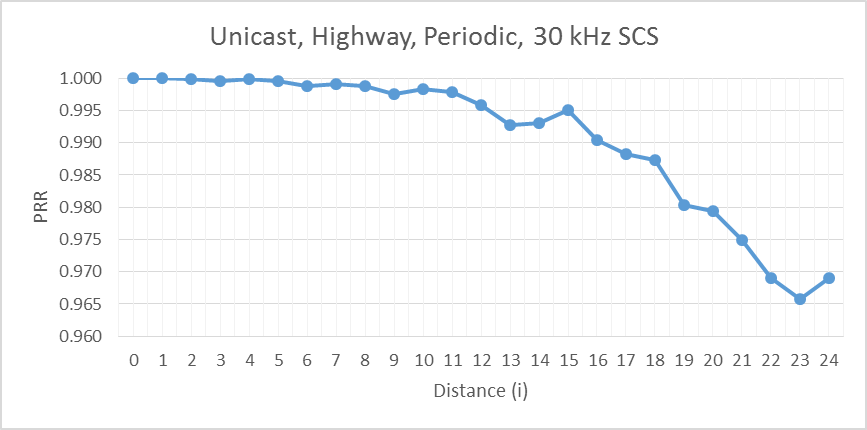 Unicast, Highway, Periodic, 30 kHz SCS
1.000
0.995
0.990
0.985
0.980
0.975
0.970
0.965
0.960
PRR
0 1 2 3 4 5 6 7 8 9 10 11 12 13 14 15 16 17 18 19 20 21 22 23 24
Distance (i)